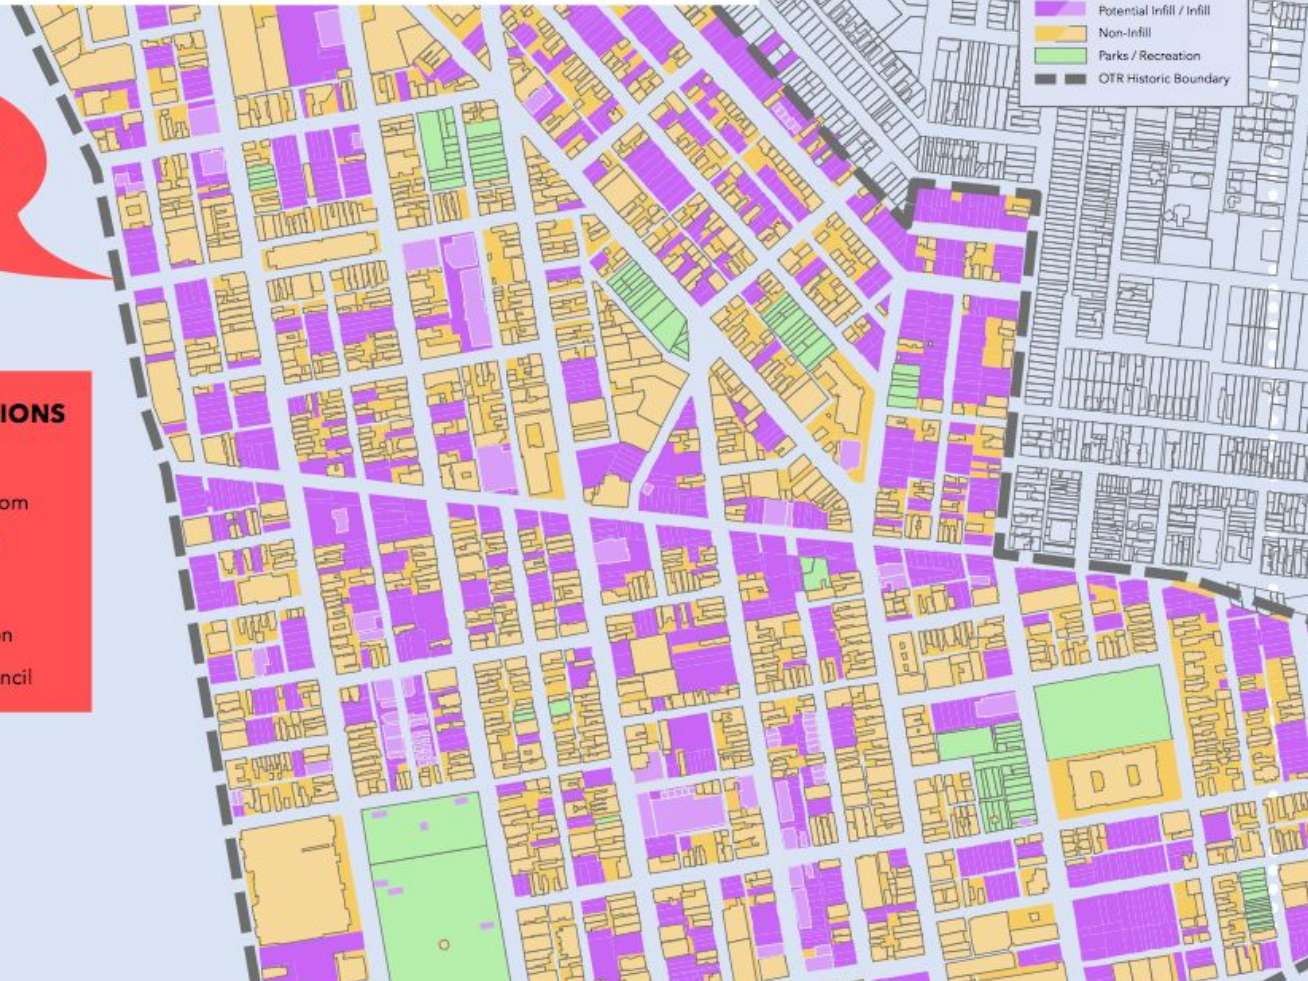 Potential Infill / Infill
Non-Infill
Parks / Recreation
OTR Historic Boundary
IONS
om
n
ncil